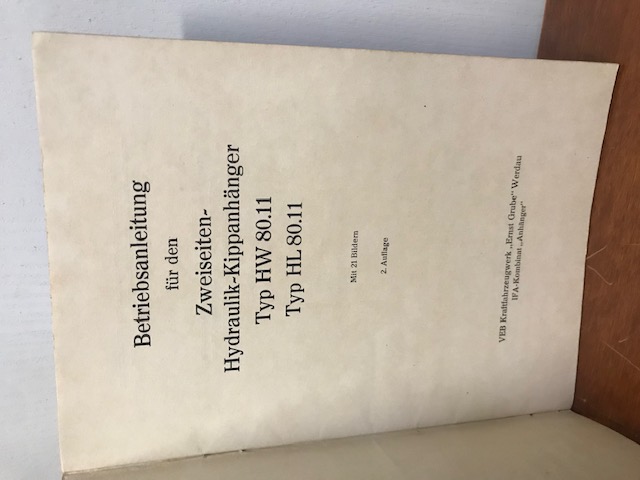 Betriebsanleitung
für den
Zweiseiten-
Hydraulik-Kippanhänger
Typ HW 80.11
Typ HL 80.11
Mit 21 Bildern
2. Auflage
VEB Kraftfahrzeugwerk „Ernst Grube“ Werdau
IFA-Kombinat „Anhänger“